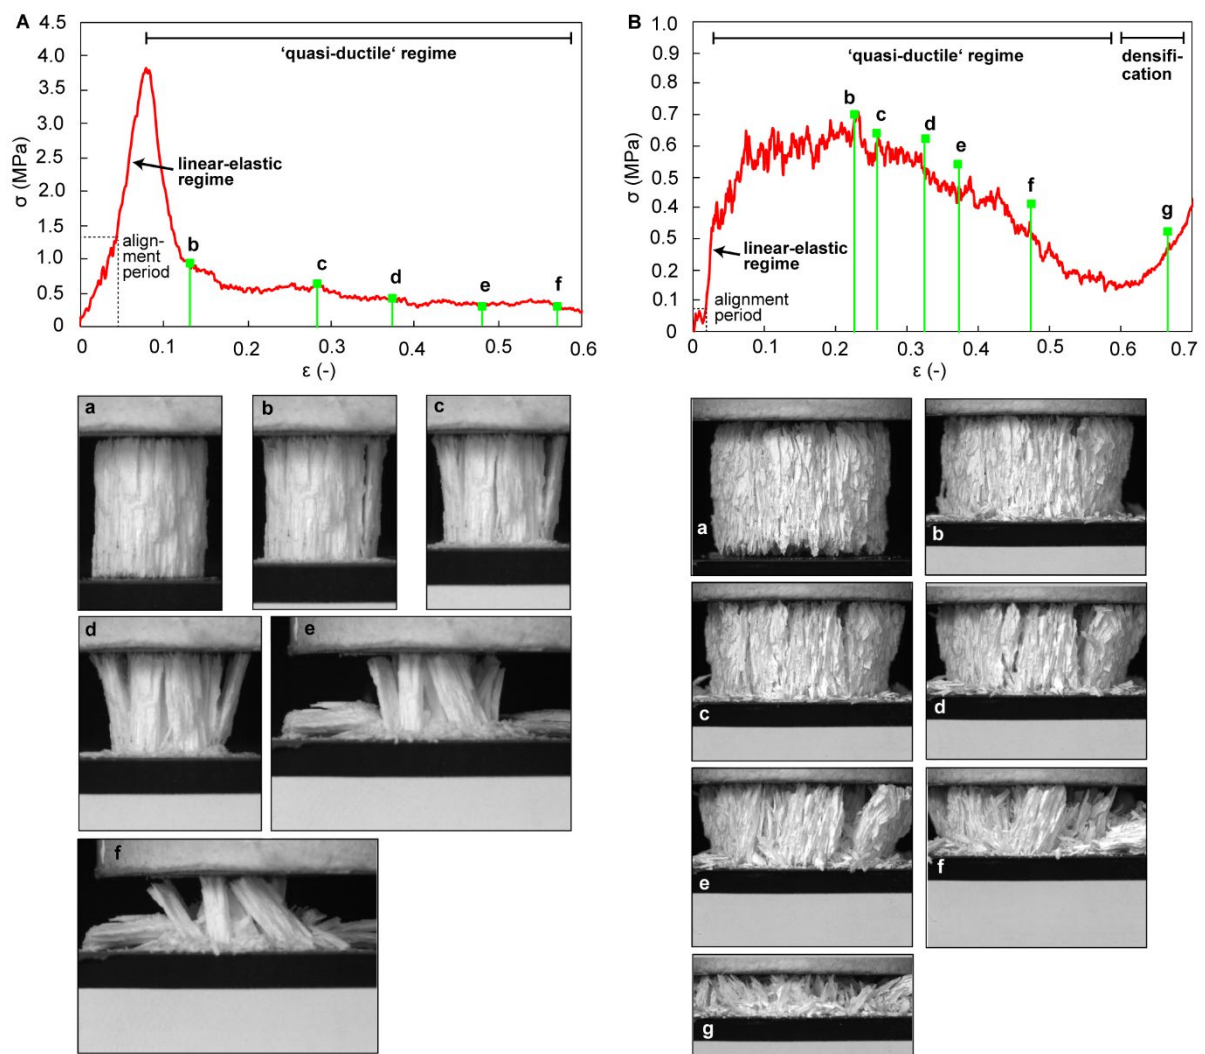 A
4.5
4.0
3.5
3.0
2.5
1.0
1.5
1.0
0.5
0
σ (MPa)
'quasi-ductile' regime
linear-elastic
regime
align-
ment
period
b
c
d
e
f
0
0.1
0.2
0.3
0.4
0.5
0.6
ε (-)
B
1.0
0.9
0.8
0.7
0.6
0.5
0.4
0.5
0.2
0.1
0
σ (MPa)
'quasi-ductile' regime
densifi-
cation
linear-elastic
regime
alignment
period
b
c
d
e
f
g
0
0.1
0.2
0.3
0.4
0.5
0.6
0.7
ε (-)
a
b
c
d
e
f
a
b
c
d
e
f
g